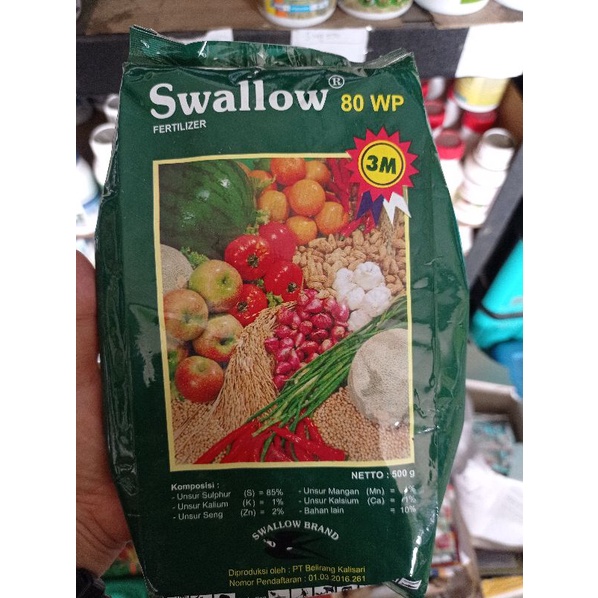 Swallow® 80 WP
FERTILIZER
3M
NETTO : 500 g
Komposisi :
- Unsur Sulphur (S) = 85%
- Unsur Kalium (K) = 1%
- Unsur Seng (Zn) = 2%
- Unsur Mangan (Mn) =
- Unsur Kalsium (Ca) =
- Bahan lain = 10%
SWALLOW BRAND
Diproduksi oleh : PT Belirang Kalisari
Nomor Pendaftaran : 01.03.2016.261